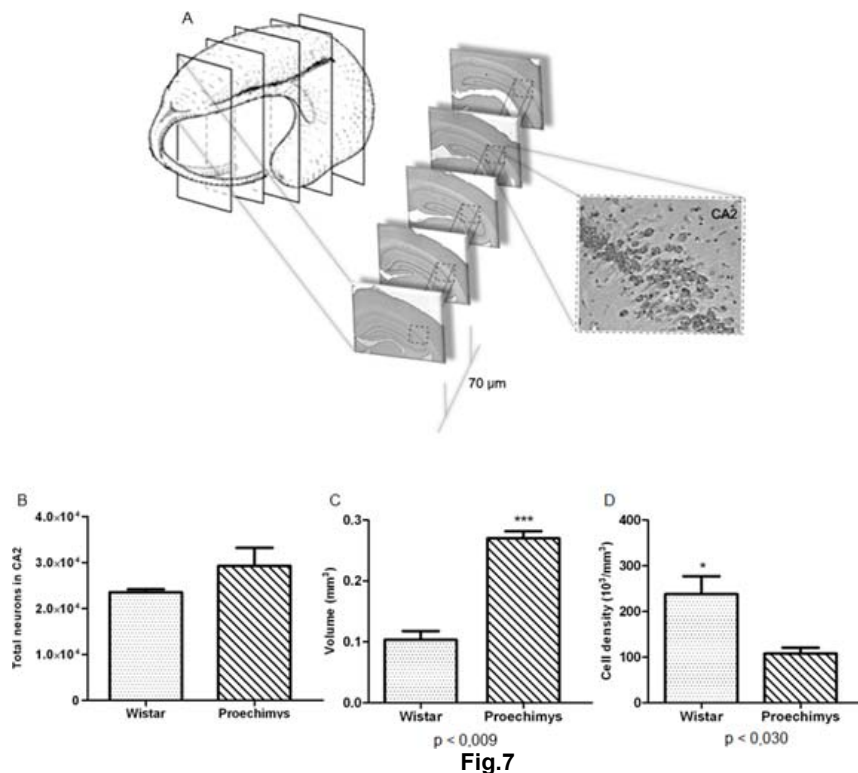 A
CA2
70 µm
B
Total neurons in CA2
4.0×10⁻⁴
3.0×10⁻⁴
2.0×10⁻⁴
1.0×10⁻⁴
0
Wistar
Proechimys
C
Volume (mm³)
0.3
0.2
0.1
0.0
***
Wistar
Proechimys
p < 0,009
D
Cell density (10³/mm³)
400
300
200
100
0
*
Wistar
Proechimys
p < 0,030
Fig.7